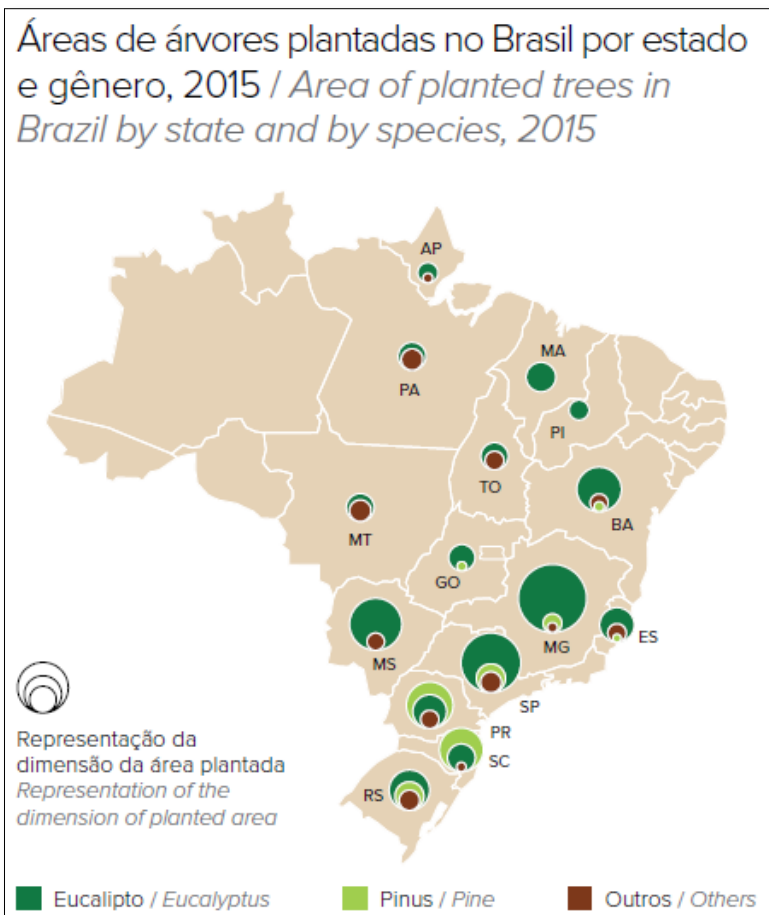 Áreas de árvores plantadas no Brasil por estado
e gênero, 2015 / Area of planted trees in
Brazil by state and by species, 2015
AP
PA
MA
PI
TO
BA
MT
GO
MG
ES
MS
SP
PR
SC
RS
Representação da
dimensão da área plantada
Representation of the
dimension of planted area
Eucalipto / Eucalyptus
Pinus / Pine
Outros / Others